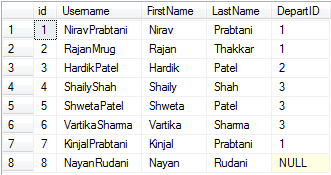 id Username FirstName LastName DepartID
1 1 NiravPrabtani Nirav Prabtani 1
2 2 RajanMrug Rajan Thakkar 1
3 3 HardikPatel Hardik Patel 2
4 4 ShailyShah Shaily Shah 3
5 5 ShwetaPatel Shweta Patel 3
6 6 VartikaSharma Vartika Sharma 3
7 7 KinjalPrabtani Kinjal Prabtani 1
8 8 NayanRudani Nayan Rudani NULL